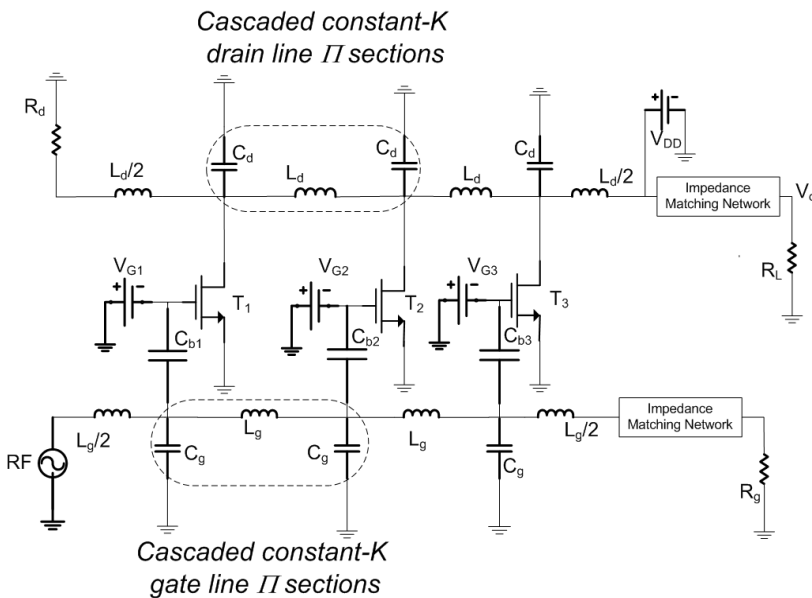 Cascaded constant-K
drain line Π sections
R_d
L_d/2
C_d
L_d
C_d
L_d
C_d
L_d/2
+ -
V_DD
Impedance
Matching Network
R_L
V_G1
+ -
T_1
C_b1
V_G2
+ -
T_2
C_b2
V_G3
+ -
T_3
C_b3
RF
L_g/2
C_g
L_g
C_g
L_g
C_g
L_g/2
Impedance
Matching Network
R_g
Cascaded constant-K
gate line Π sections